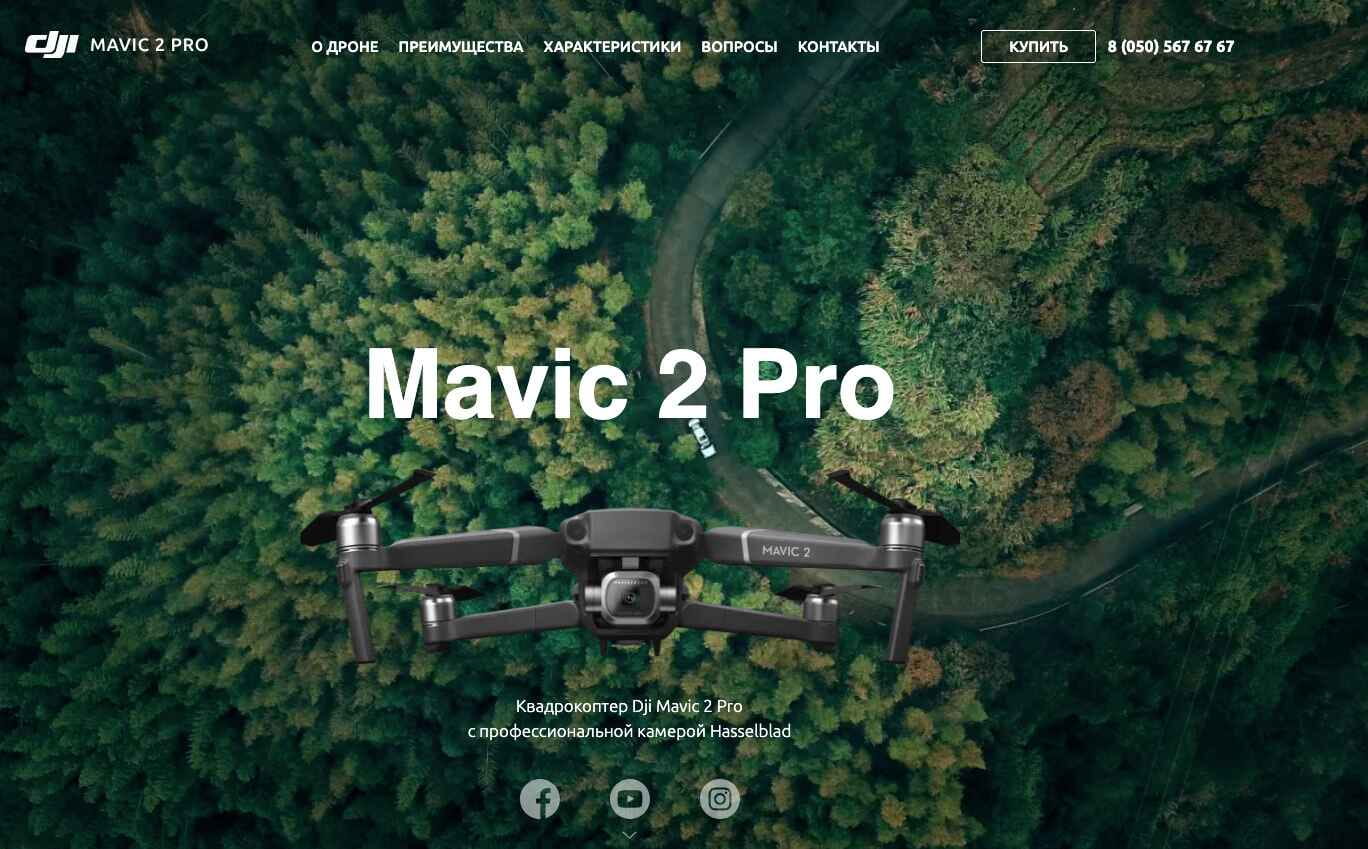 dji MAVIC 2 PRO
О ДРОНЕ ПРЕИМУЩЕСТВА ХАРАКТЕРИСТИКИ ВОПРОСЫ КОНТАКТЫ
КУПИТЬ 8 (050) 567 67 67
Mavic 2 Pro
MAVIC 2
HASSELBLAD
Квадрокоптер Dji Mavic 2 Pro
с профессиональной камерой Hasselblad